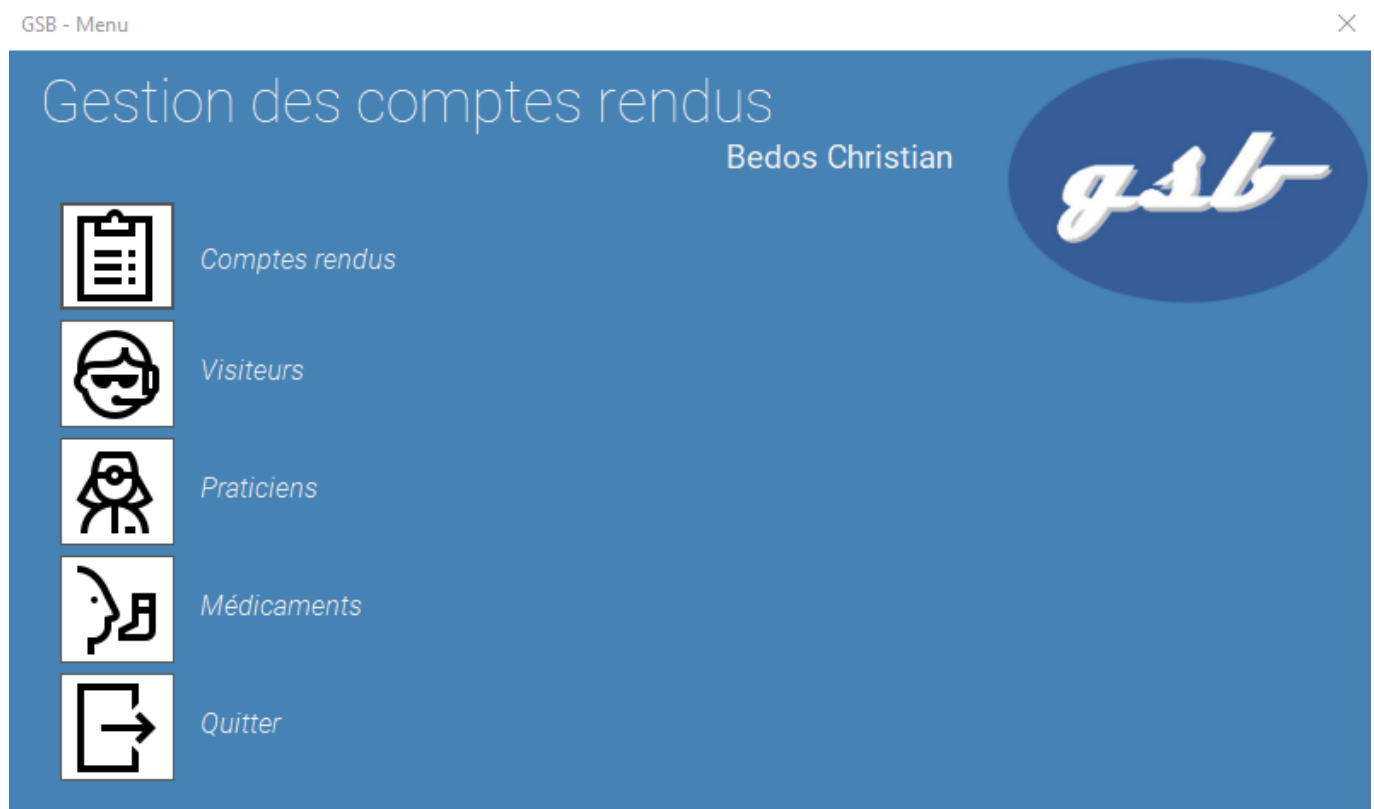 GSB - Menu
Gestion des comptes rendus
Bedos Christian
gsb
Comptes rendus
Visiteurs
Praticiens
Médicaments
Quitter